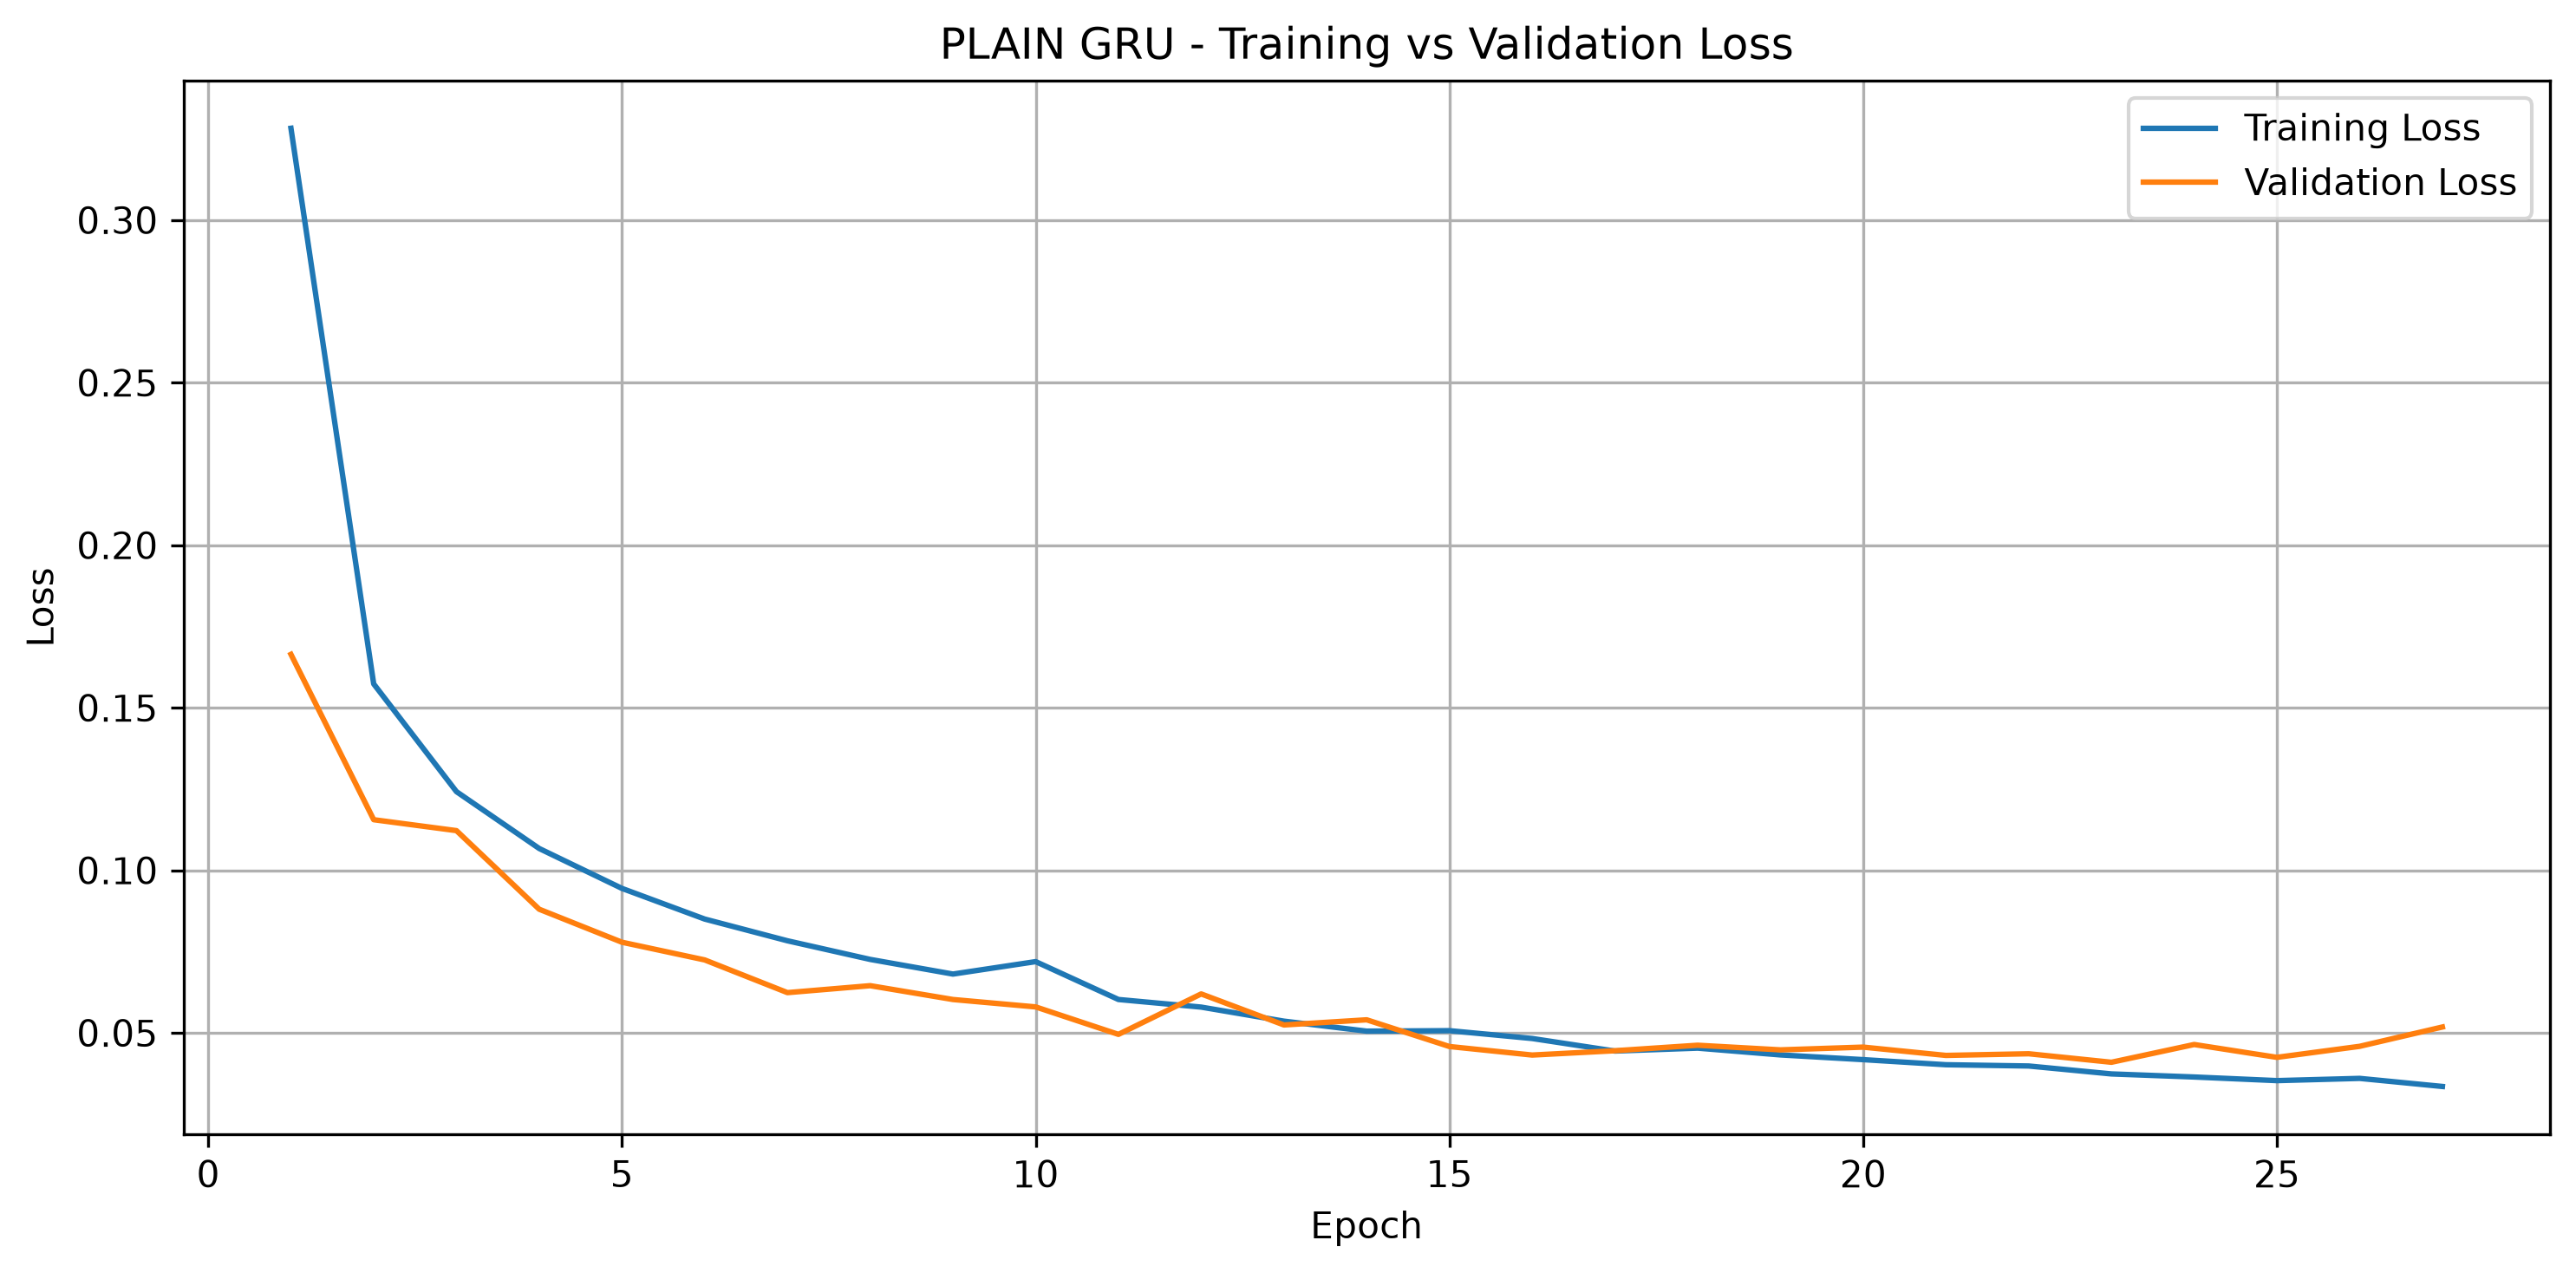 PLAIN GRU - Training vs Validation Loss
Training Loss
Validation Loss
0.30
0.25
0.20
0.15
0.10
0.05
Loss
0 5 10 15 20 25
Epoch